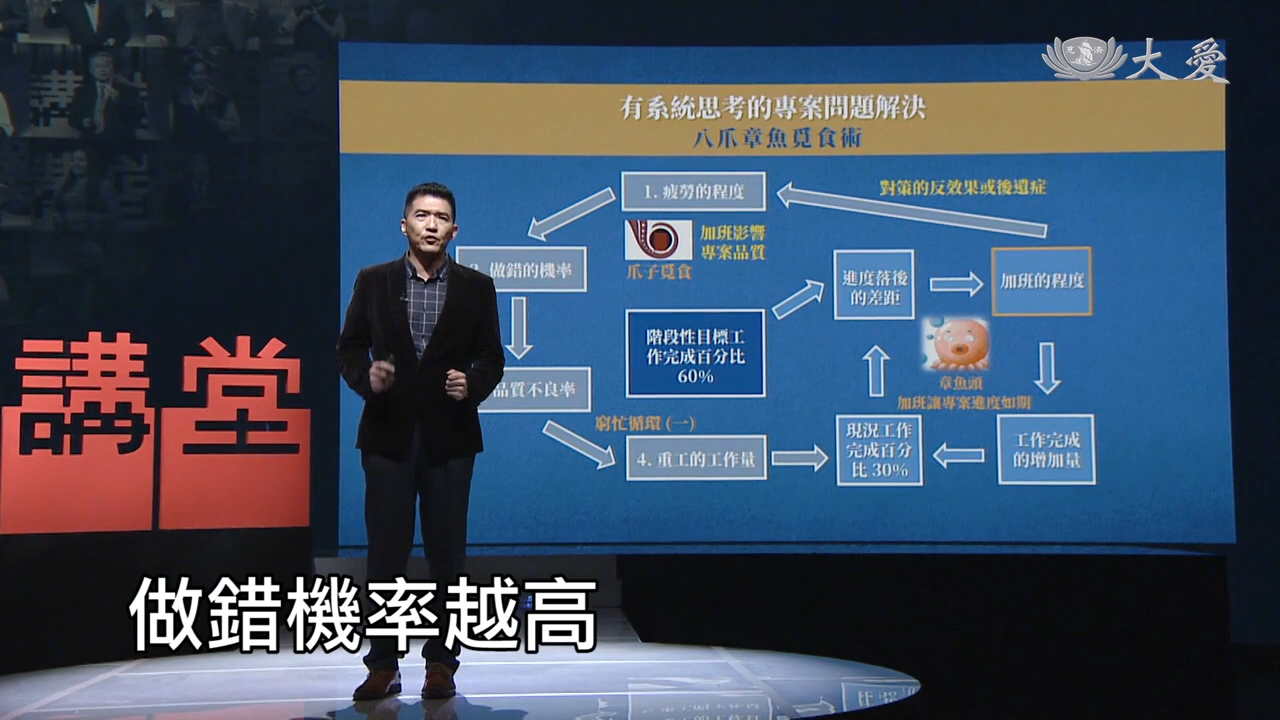 大愛
慈濟
有系統思考的專案問題解決
八爪章魚覓食術
1. 疲勞的程度
對策的反效果或後遺症
加班影響
專案品質
爪子覓食
做錯的機率
進度落後
的差距
加班的程度
階段性目標工
作完成百分比
60%
章魚頭
加班讓專案進度如期
品質不良率
窮忙循環 (一)
4. 重工的工作量
現況工作
完成百分
比 30%
工作完成
的增加量
講堂
做錯機率越高